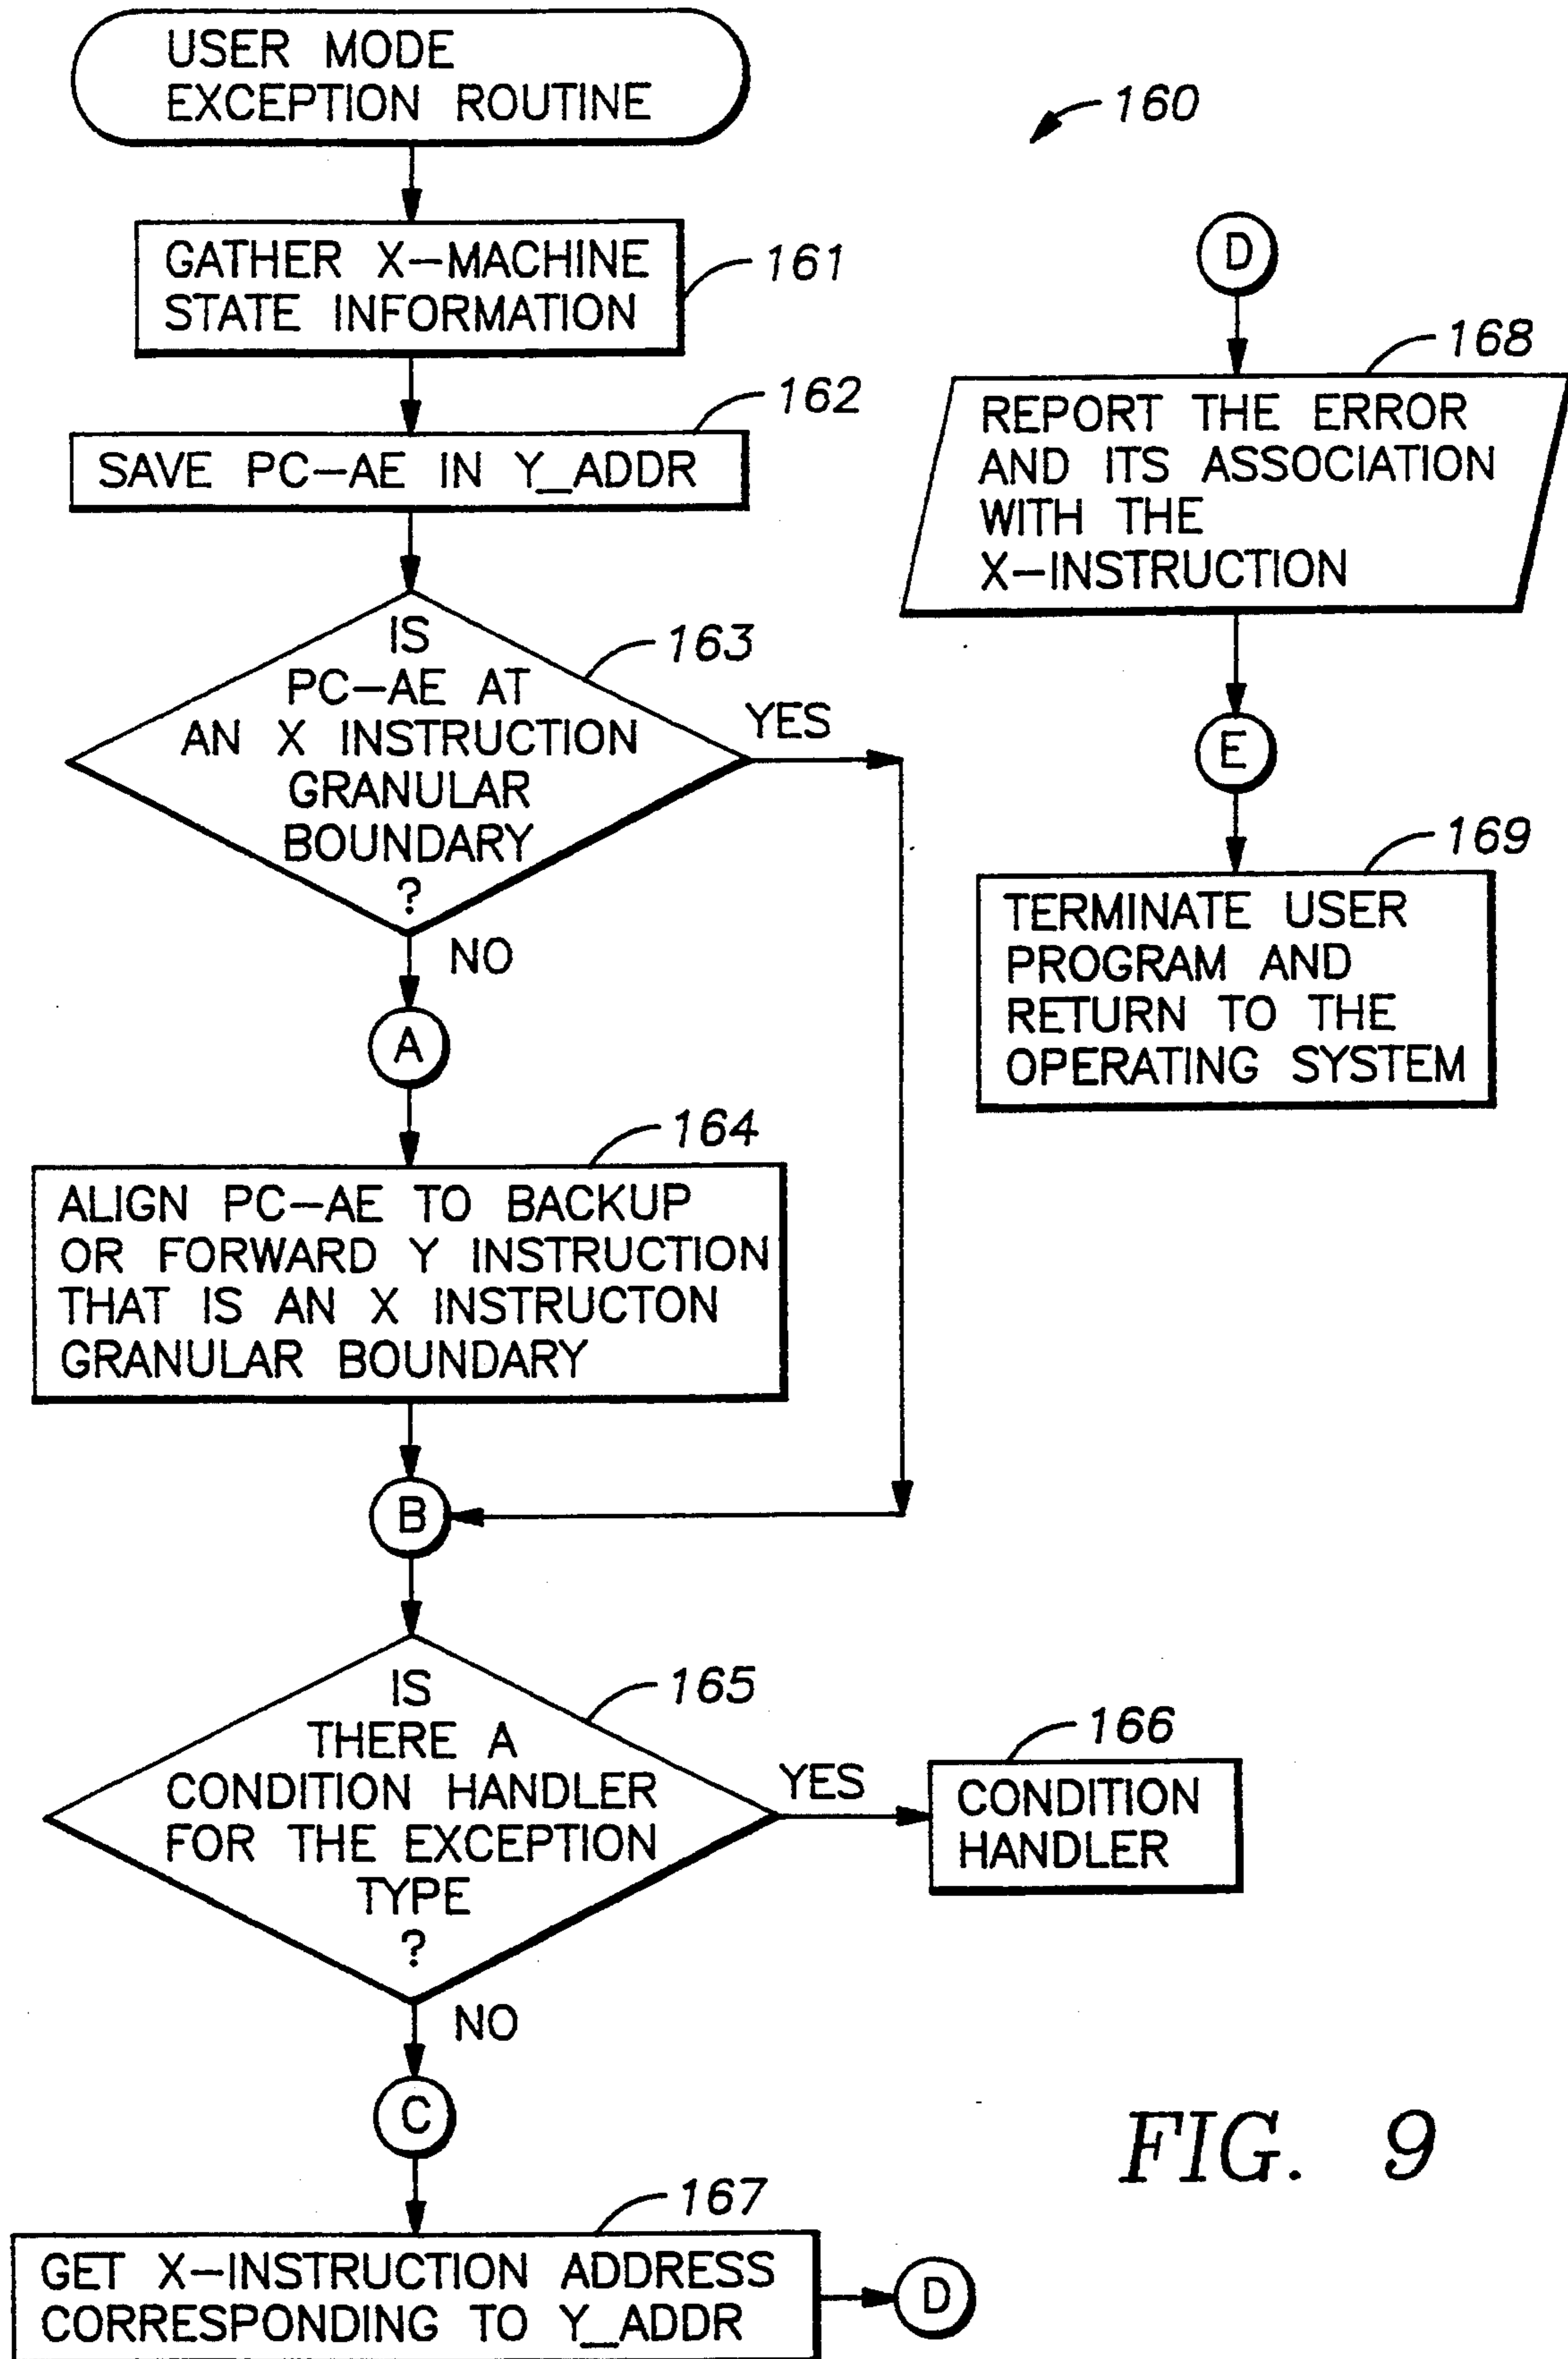 USER MODE
EXCEPTION ROUTINE
160
GATHER X-MACHINE
STATE INFORMATION
161
162
SAVE PC-AE IN Y_ADDR
IS
PC-AE AT
AN X INSTRUCTION
GRANULAR
BOUNDARY
?
163
YES
NO
A
164
ALIGN PC-AE TO BACKUP
OR FORWARD Y INSTRUCTION
THAT IS AN X INSTRUCTON
GRANULAR BOUNDARY
B
IS
THERE A
CONDITION HANDLER
FOR THE EXCEPTION
TYPE
?
165
YES
166
CONDITION
HANDLER
NO
C
167
GET X-INSTRUCTION ADDRESS
CORRESPONDING TO Y_ADDR
D
D
168
REPORT THE ERROR
AND ITS ASSOCIATION
WITH THE
X-INSTRUCTION
E
169
TERMINATE USER
PROGRAM AND
RETURN TO THE
OPERATING SYSTEM
FIG. 9